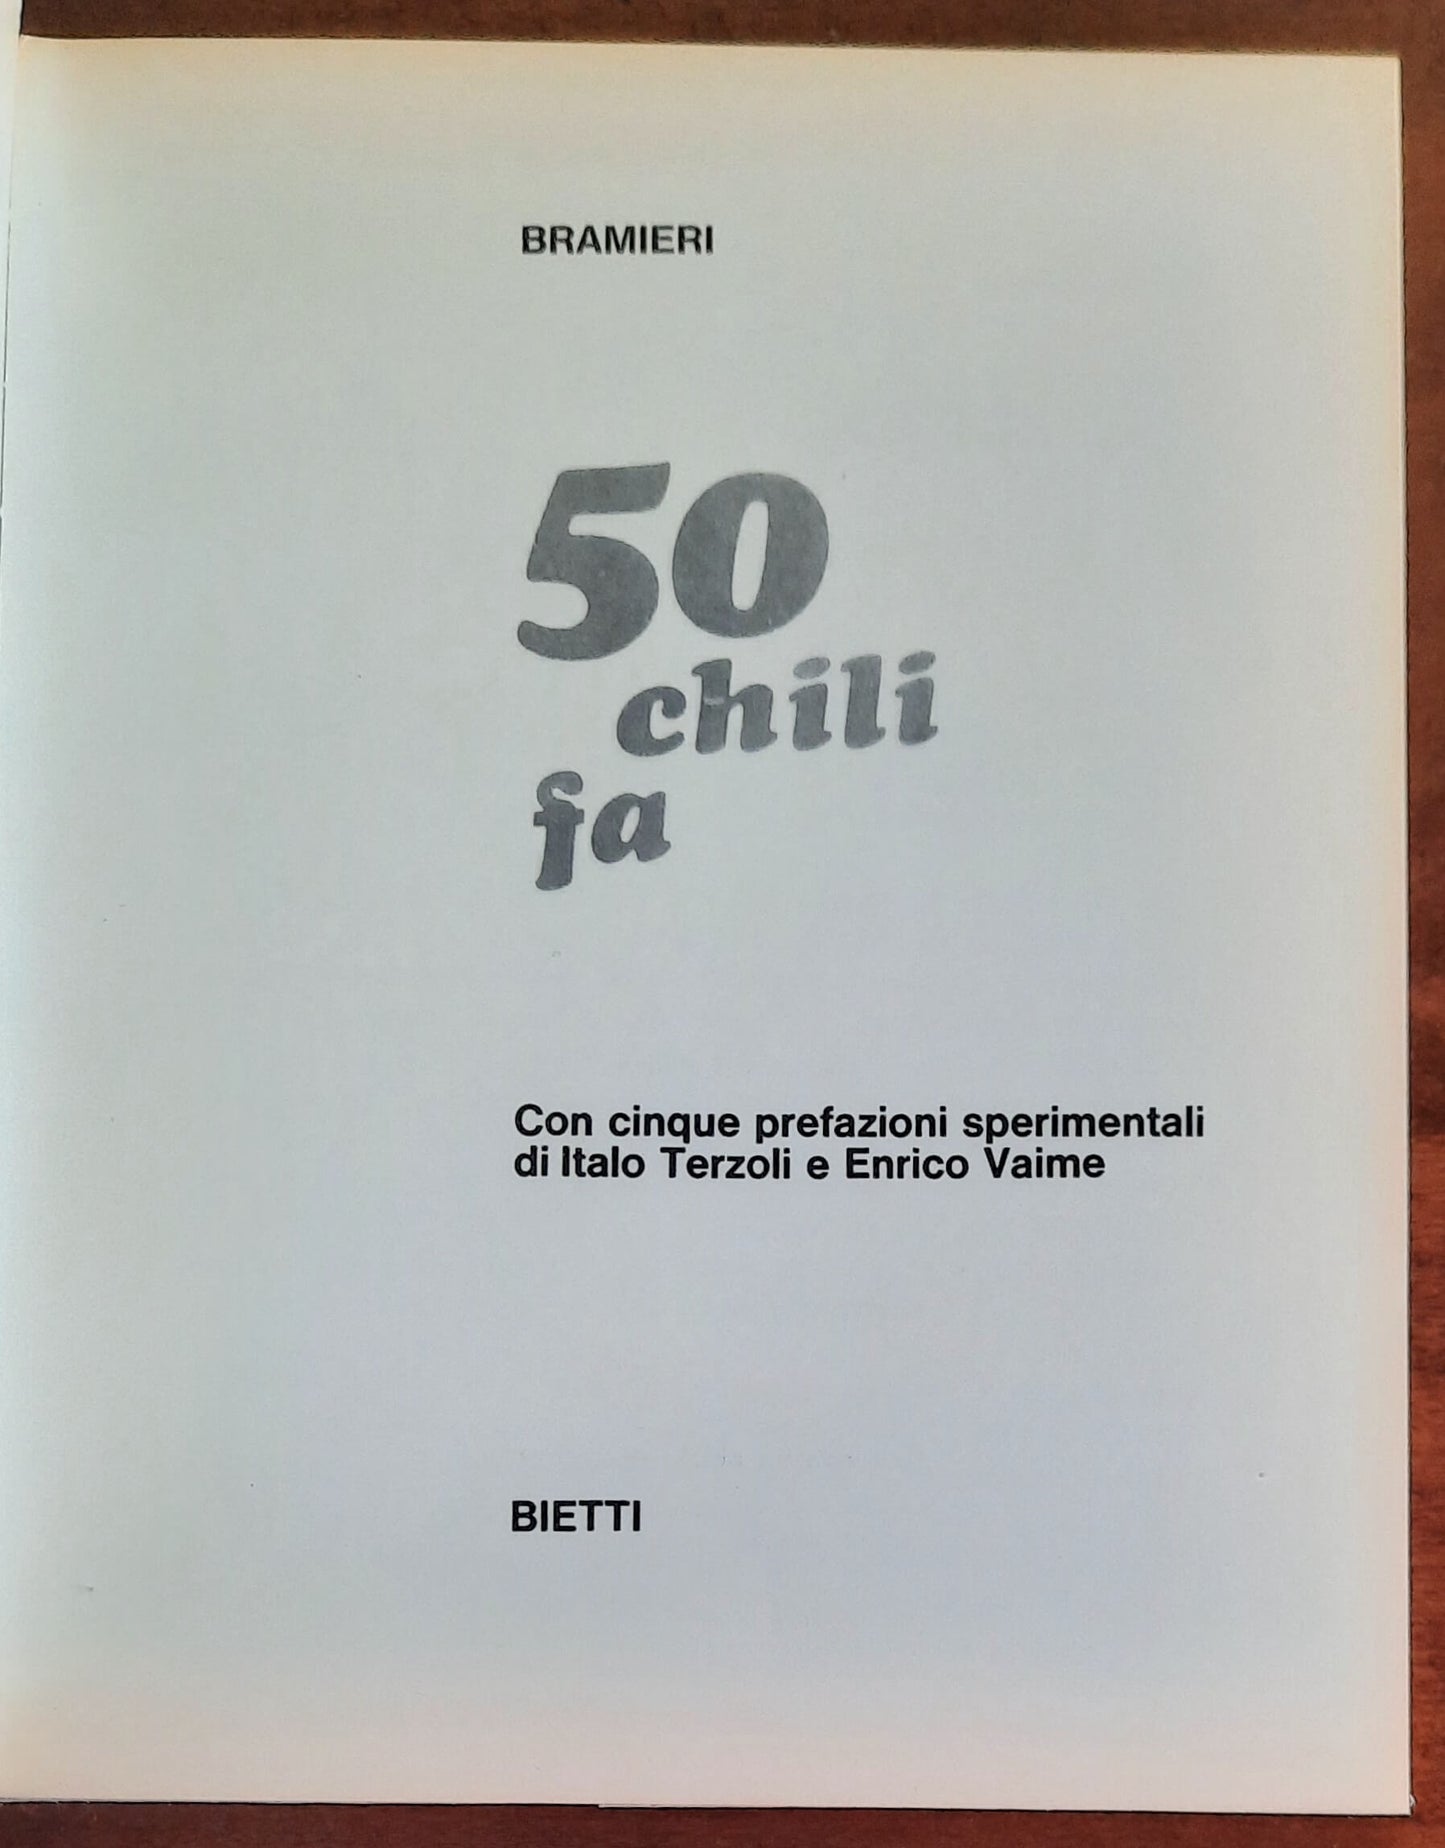 BRAMIERI
50
chili
fa
Con cinque prefazioni sperimentali
di Italo Terzoli e Enrico Vaime
BIETTI